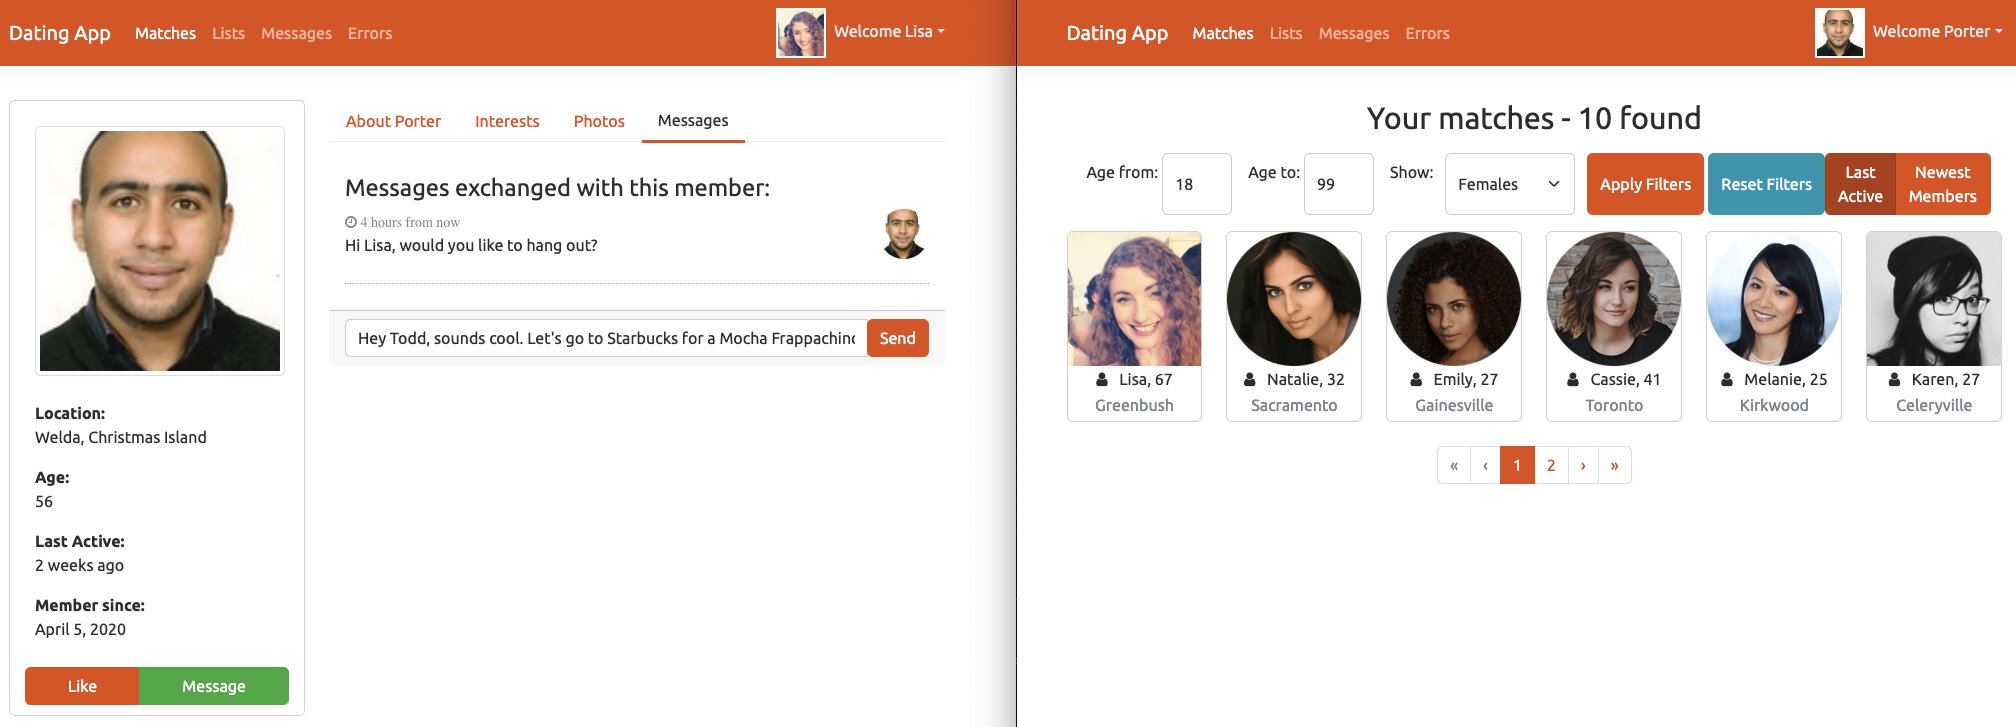 Dating App Matches Lists Messages Errors Welcome Lisa
About Porter Interests Photos Messages
Messages exchanged with this member:
4 hours from now
Hi Lisa, would you like to hang out?
Hey Todd, sounds cool. Let's go to Starbucks for a Mocha Frappachinc Send
Location:
Welda, Christmas Island
Age:
56
Last Active:
2 weeks ago
Member since:
April 5, 2020
Like Message
Dating App Matches Lists Messages Errors Welcome Porter
Your matches - 10 found
Age from: 18 Age to: 99 Show: Females Apply Filters Reset Filters Last Active Newest Members
Lisa, 67
Greenbush
Natalie, 32
Sacramento
Emily, 27
Gainesville
Cassie, 41
Toronto
Melanie, 25
Kirkwood
Karen, 27
Celeryville
« ‹ 1 2 › »